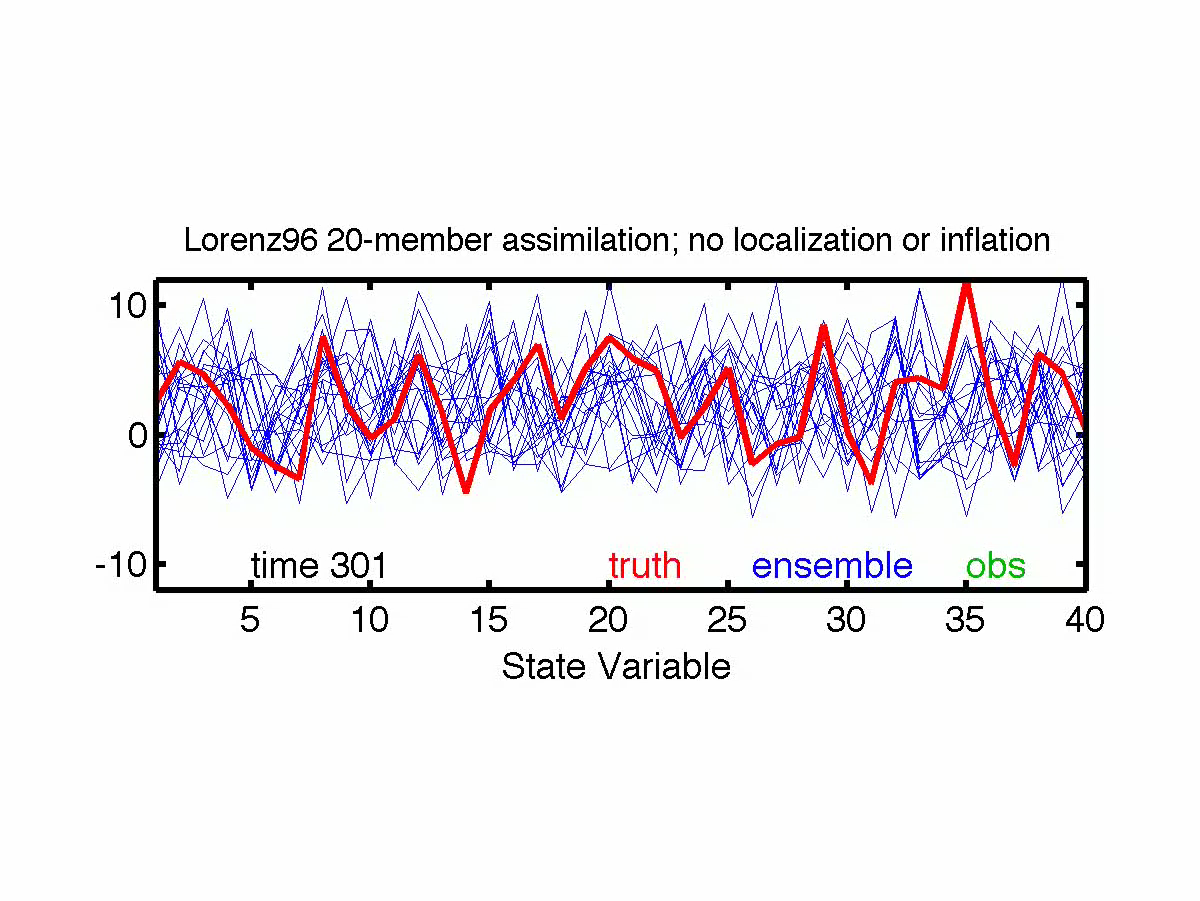 Lorenz96 20-member assimilation; no localization or inflation
10
0
-10
time 301 truth ensemble obs
5 10 15 20 25 30 35 40
State Variable